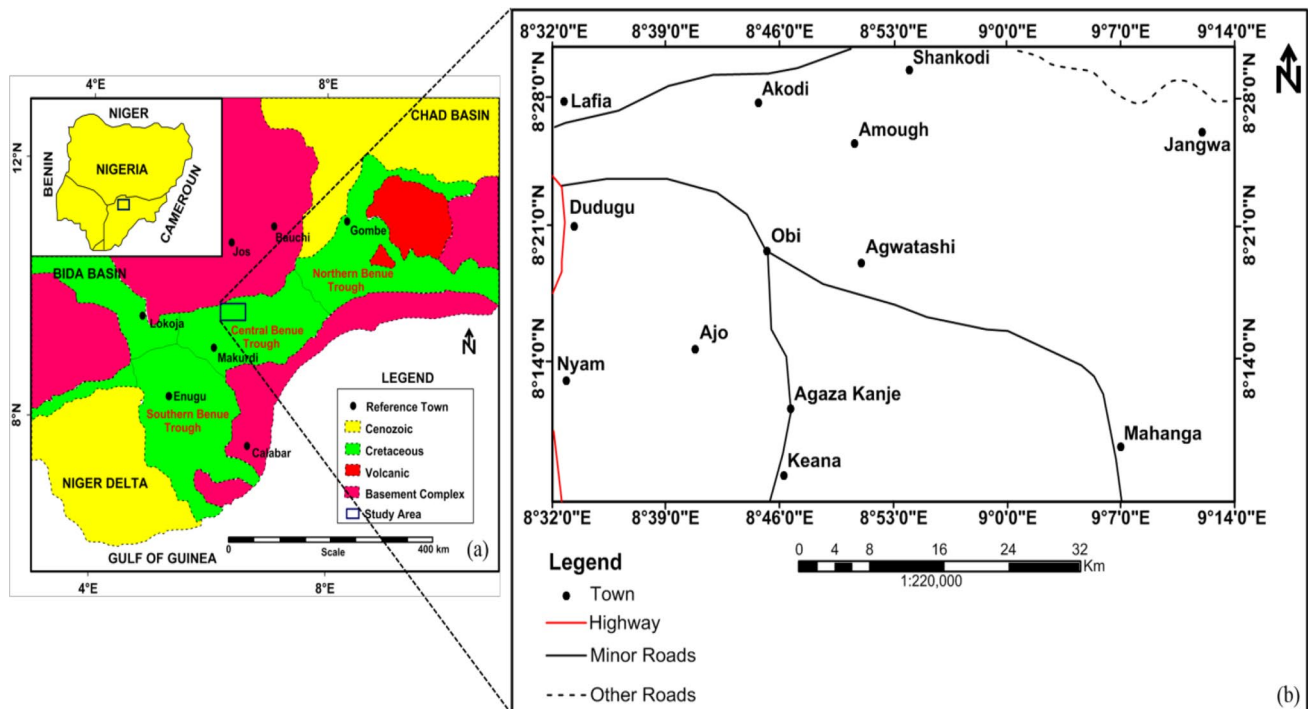 4°E 8°E
12°N
8°N
NIGER
BENIN
NIGERIA
CAMEROUN
CHAD BASIN
Jos
Bauchi
Gombe
BIDA BASIN
Northern Benue
Trough
Lokoja
Central Benue
Trough
Makurdi
Enugu
Southern Benue
Trough
Calabar
NIGER DELTA
GULF OF GUINEA
N
LEGEND
Reference Town
Cenozoic
Cretaceous
Volcanic
Basement Complex
Study Area
0 400 km
Scale
(a)
4°E 8°E
8°32'0"E 8°39'0"E 8°46'0"E 8°53'0"E 9°0'0"E 9°7'0"E 9°14'0"E
N
8°28'0"N 8°28'0"N
8°21'0"N 8°21'0"N
8°14'0"N 8°14'0"N
Shankodi
Lafia
Akodi
Amough
Jangwa
Dudugu
Obi
Agwatashi
Ajo
Nyam
Agaza Kanje
Mahanga
Keana
8°32'0"E 8°39'0"E 8°46'0"E 8°53'0"E 9°0'0"E 9°7'0"E 9°14'0"E
0 4 8 16 24 32
Km
1:220,000
Legend
Town
Highway
Minor Roads
Other Roads
(b)